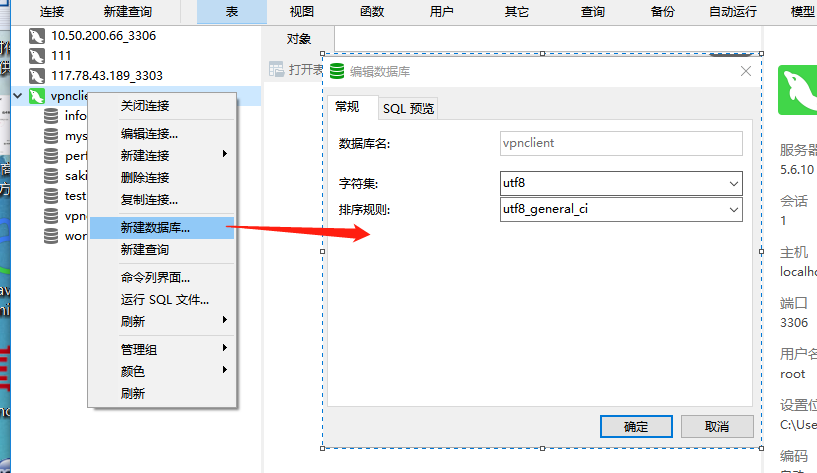 连接 新建查询 表 视图 函数 用户 其它 查询 备份 自动运行 模型
10.50.200.66_3306
111
117.78.43.189_3303
vpnclie
info
mys
perf
saki
test
vpn
wor
关闭连接
编辑连接...
新建连接
删除连接
复制连接...
新建数据库...
新建查询
命令列界面...
运行 SQL 文件...
刷新
管理组
颜色
刷新
对象
打开表
编辑数据库
常规 SQL 预览
数据库名: vpnclient
字符集: utf8
排序规则: utf8_general_ci
确定 取消
服务器
5.6.10
会话
1
主机
localho
端口
3306
用户名
root
设置位
C:\Use
编码